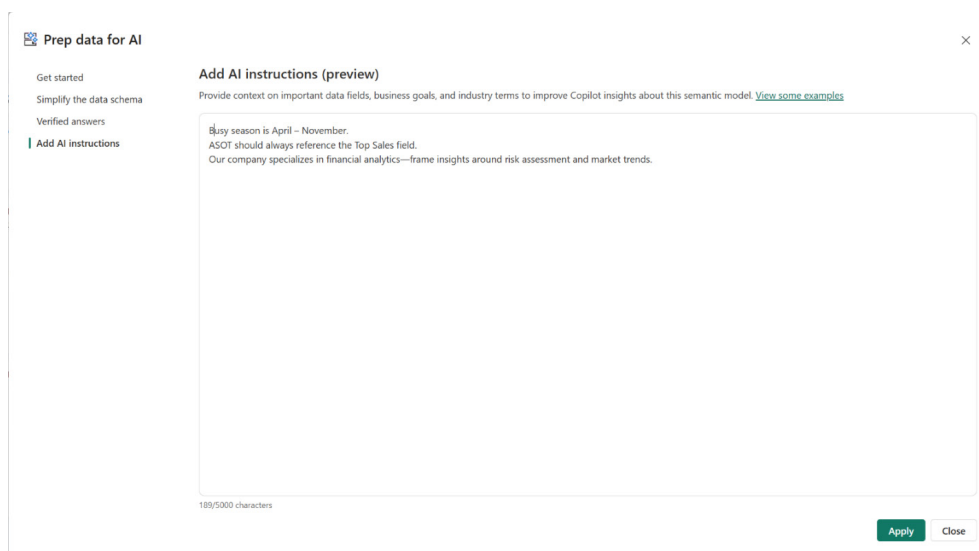 Prep data for AI
Get started
Simplify the data schema
Verified answers
Add AI instructions
Add AI instructions (preview)
Provide context on important data fields, business goals, and industry terms to improve Copilot insights about this semantic model. View some examples
Busy season is April – November.
ASOT should always reference the Top Sales field.
Our company specializes in financial analytics—frame insights around risk assessment and market trends.
189/5000 characters
Apply
Close